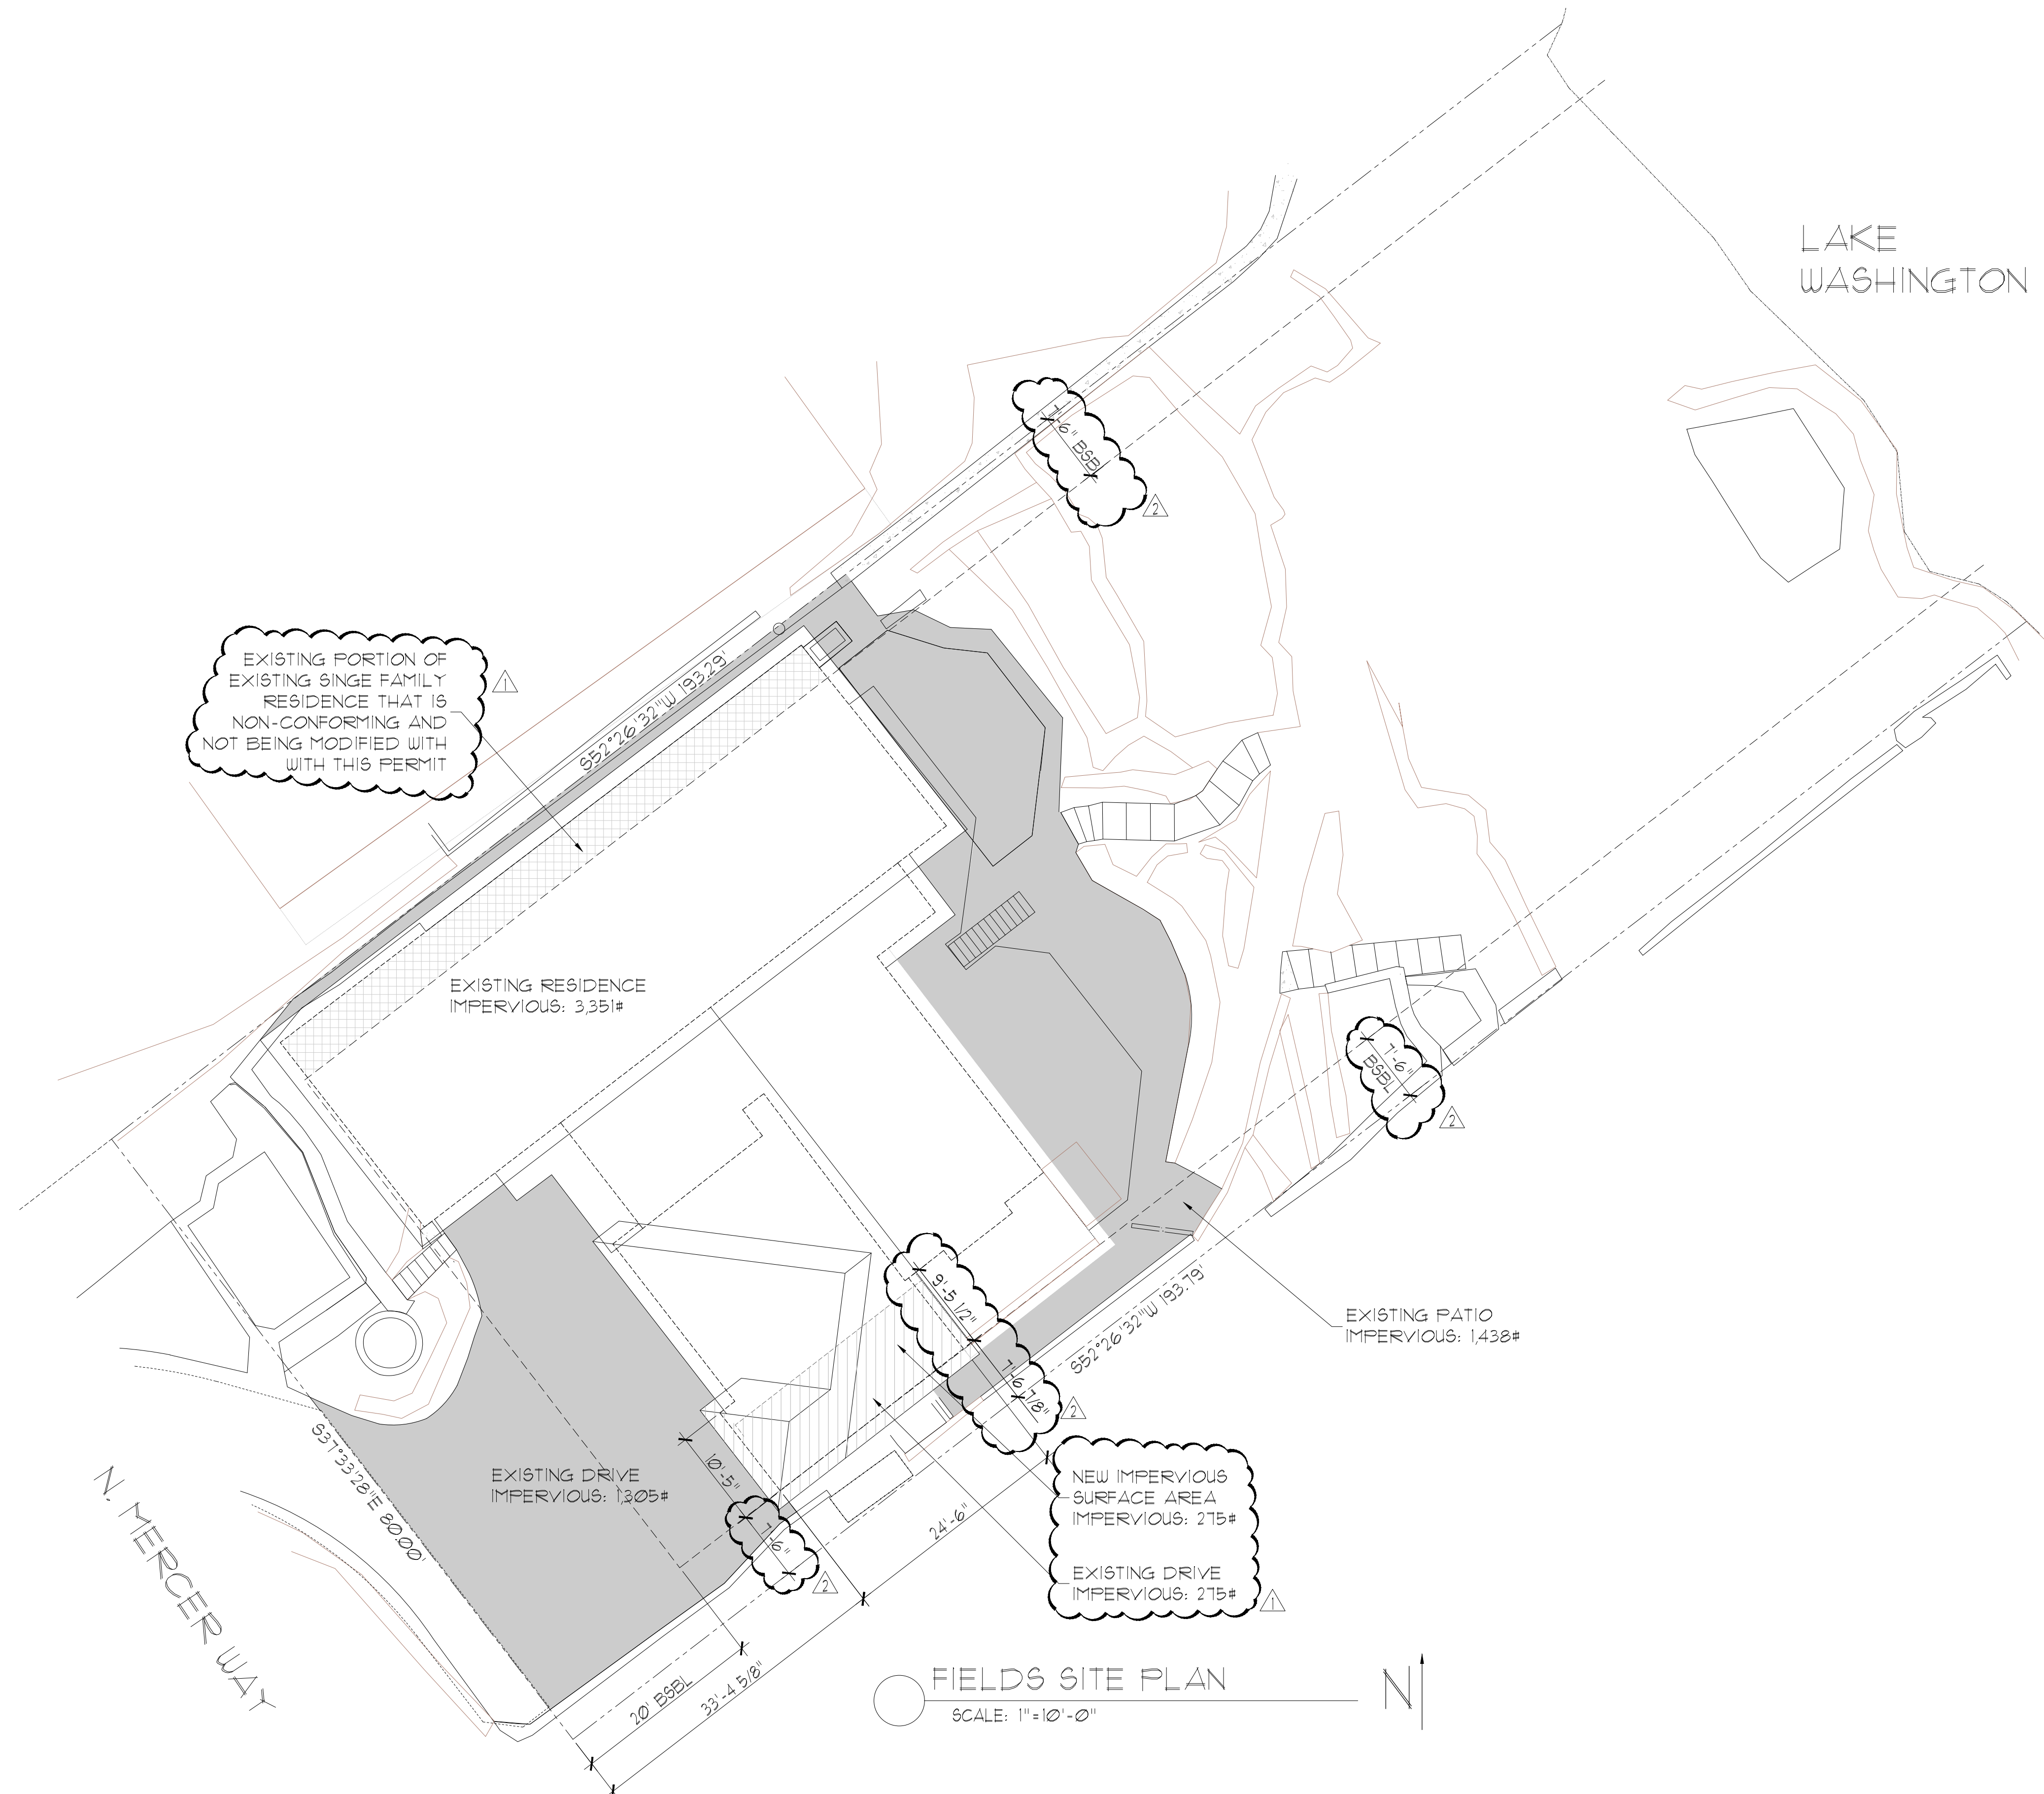 LAKE
WASHINGTON
7'-6" BSBL
2
EXISTING PORTION OF
EXISTING SINGE FAMILY
RESIDENCE THAT IS
NON-CONFORMING AND
NOT BEING MODIFIED WITH
WITH THIS PERMIT
1
S52°26'32"W 193.29'
EXISTING RESIDENCE
IMPERVIOUS: 3,351#
7'-6"
BSBL
2
9'-5 1/2"
7'-6 7/8"
2
S52°26'32"W 193.79'
EXISTING PATIO
IMPERVIOUS: 1,438#
S37°33'28"E 80.00'
N. MERCER WAY
EXISTING DRIVE
IMPERVIOUS: 1,305#
10'-5"
7'-6"
2
24'-6"
NEW IMPERVIOUS
SURFACE AREA
IMPERVIOUS: 275#
EXISTING DRIVE
IMPERVIOUS: 275#
1
20' BSBL
33'-4 5/8"
FIELDS SITE PLAN
SCALE: 1"=10'-0"
N